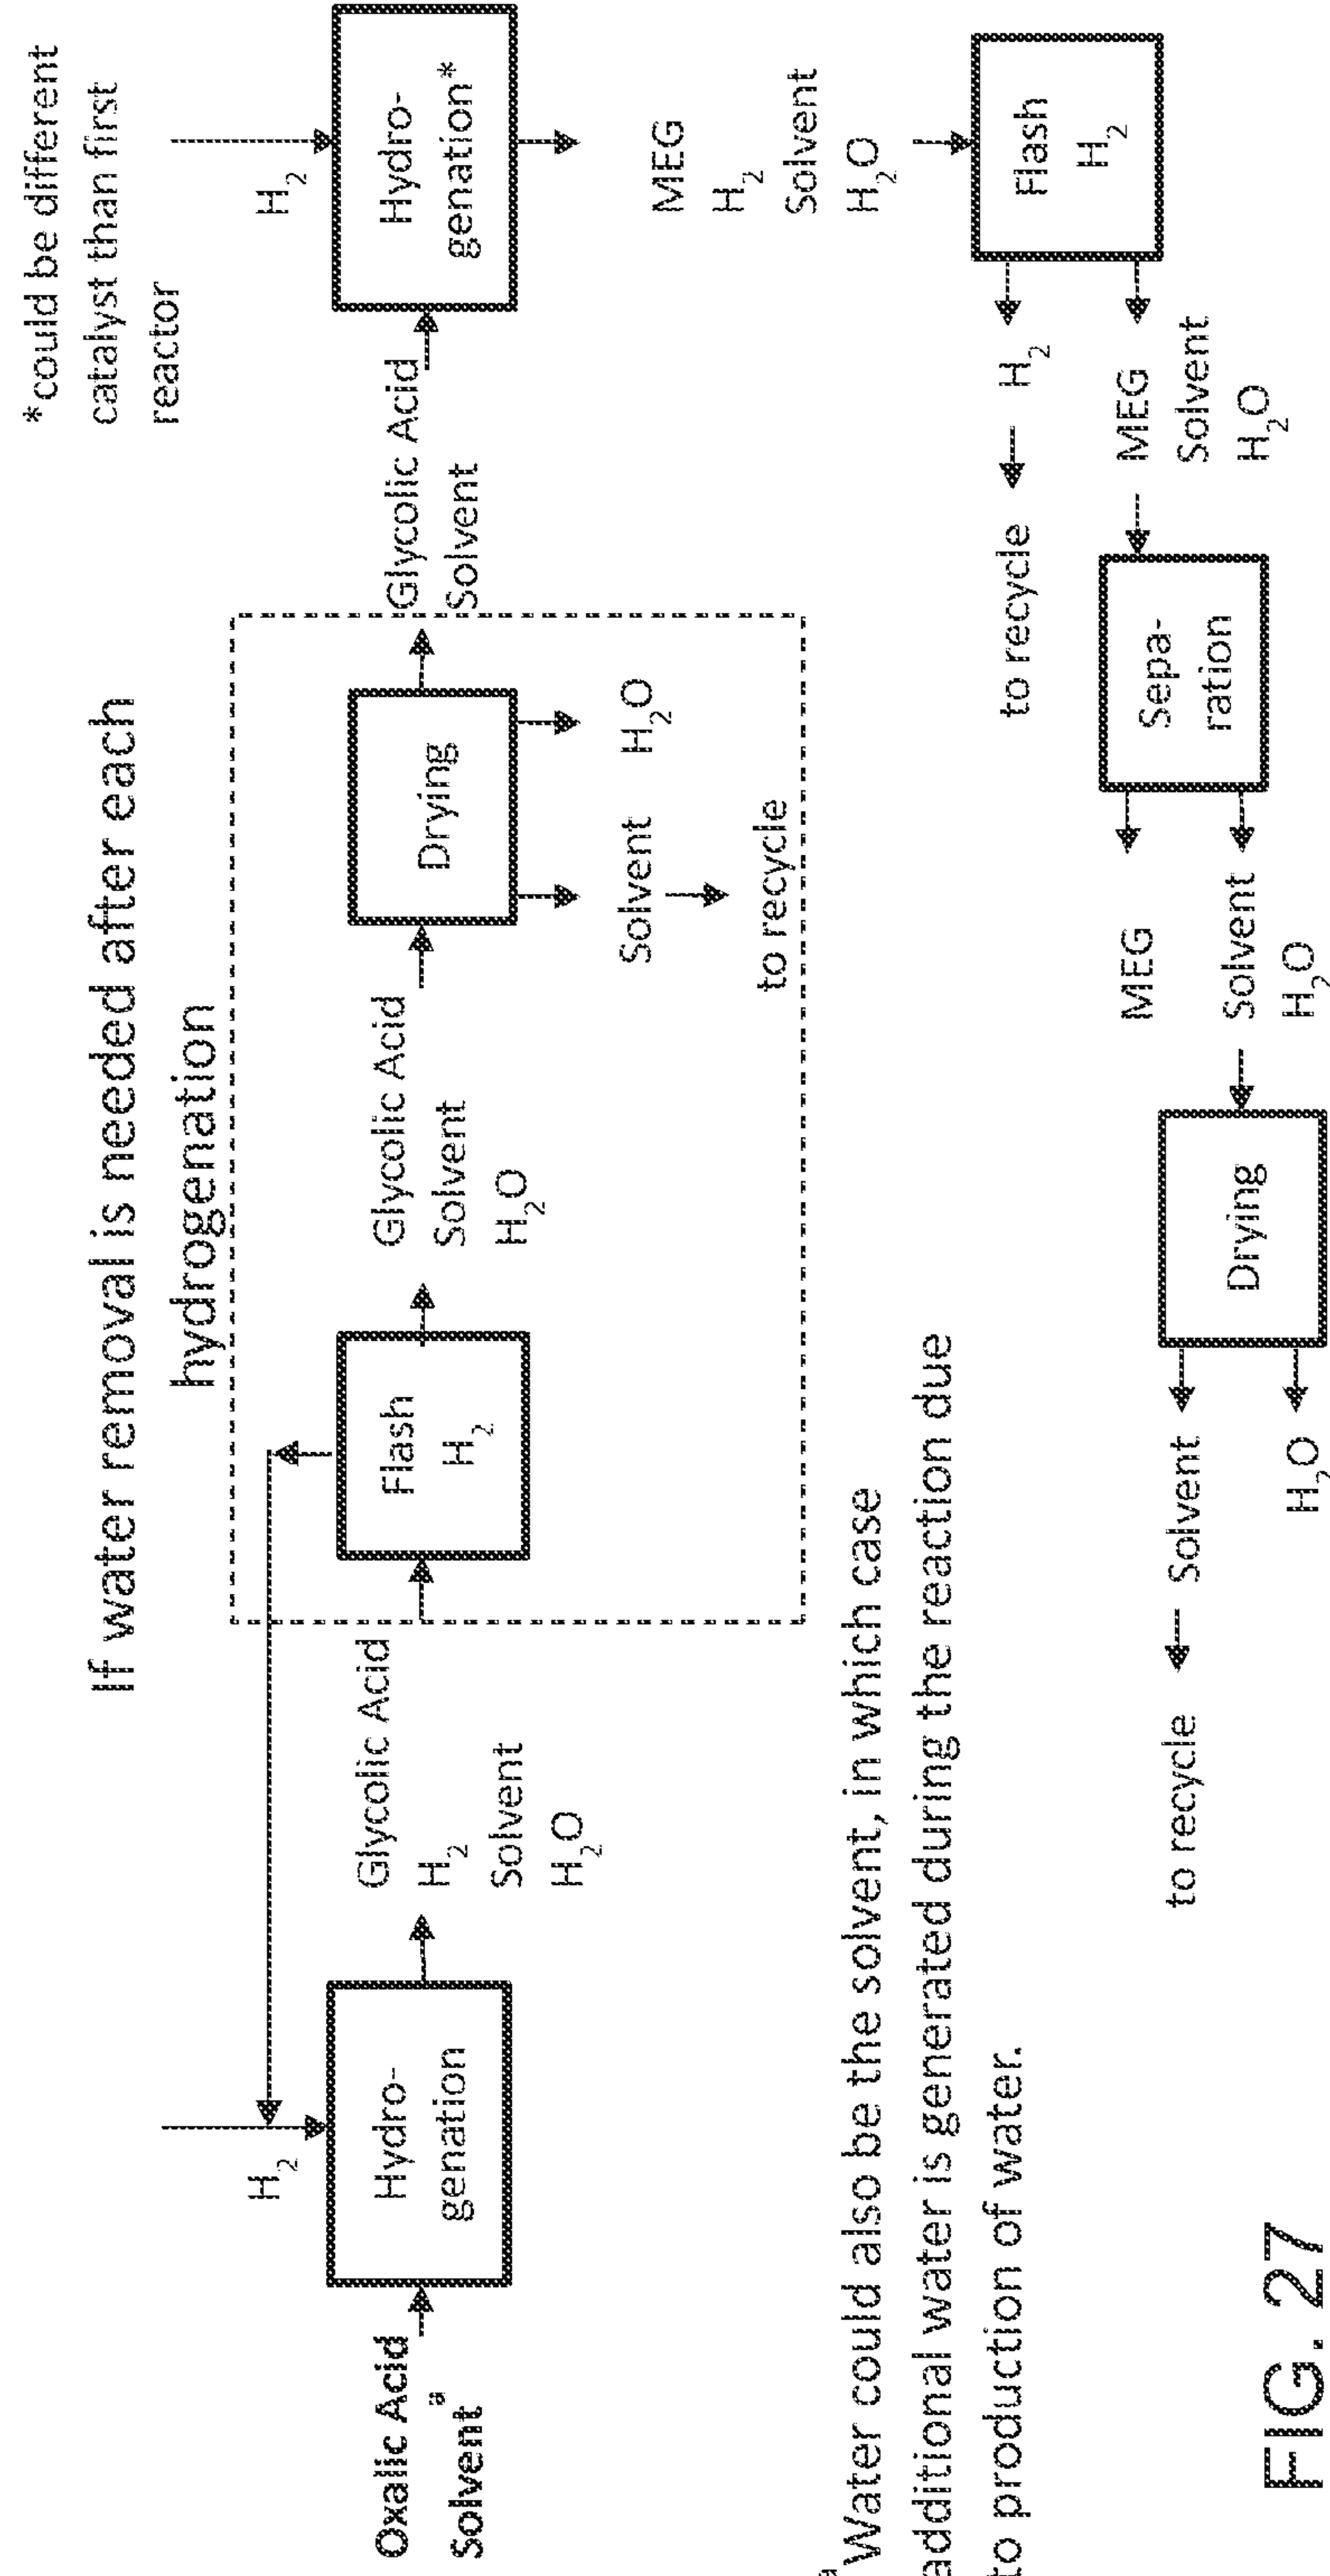 *could be different
catalyst than first
reactor
If water removal is needed after each
hydrogenation
H2
H2
Oxalic Acid
Solvent a
Hydro-
genation
Glycolic Acid
H2
Solvent
H2O
Flash
H2
Glycolic Acid
Solvent
H2O
Drying
Solvent
H2O
to recycle
Glycolic Acid
Solvent
Hydro-
genation*
MEG
H2
Solvent
H2O
Flash
H2
H2
to recycle
MEG
Solvent
H2O
Sepa-
ration
MEG
Solvent
H2O
Drying
Solvent
to recycle
H2O
a Water could also be the solvent, in which case
additional water is generated during the reaction due
to production of water.
FIG. 27